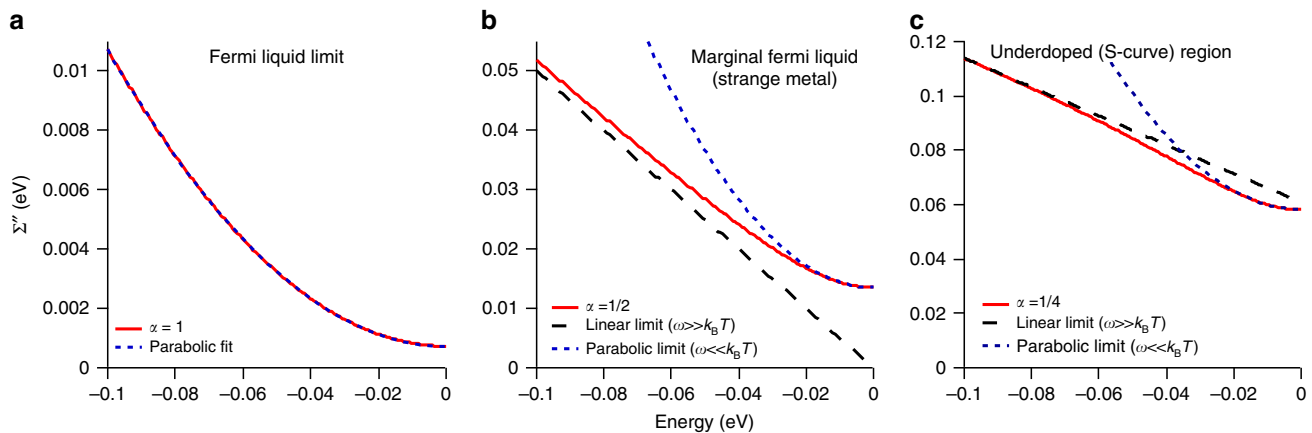 a
Fermi liquid limit
Σ″ (eV)
0.01
0.008
0.006
0.004
0.002
0
α = 1
Parabolic fit
−0.1 −0.08 −0.06 −0.04 −0.02 0
b
Marginal fermi liquid
(strange metal)
0.05
0.04
0.03
0.02
0.01
0
α =1/2
Linear limit (ω>>kBT)
Parabolic limit (ω<<kBT)
−0.1 −0.08 −0.06 −0.04 −0.02 0
Energy (eV)
c
Underdoped (S-curve) region
0.12
0.1
0.08
0.06
0.04
0.02
0
α =1/4
Linear limit (ω>>kBT)
Parabolic limit (ω<<kBT)
−0.1 −0.08 −0.06 −0.04 −0.02 0